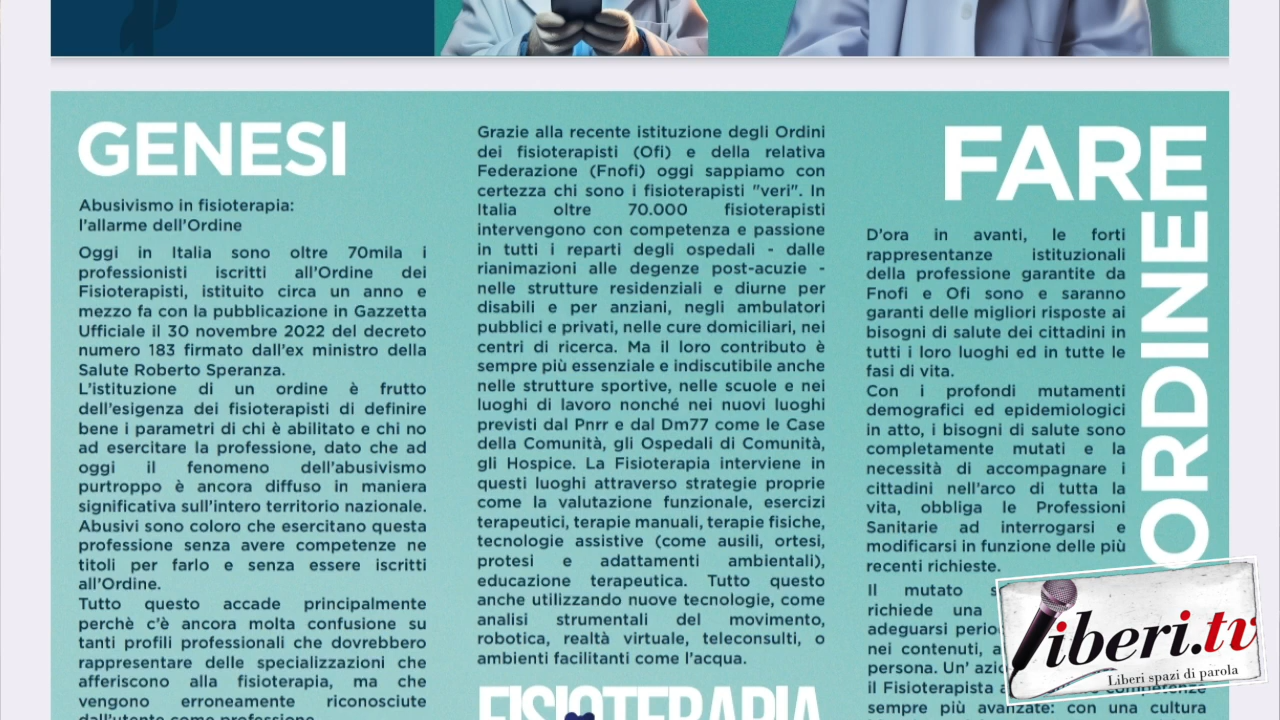 GENESI
Abusivismo in fisioterapia:
l'allarme dell'Ordine
Oggi in Italia sono oltre 70mila i
professionisti iscritti all'Ordine dei
Fisioterapisti, istituito circa un anno e
mezzo fa con la pubblicazione in Gazzetta
Ufficiale il 30 novembre 2022 del decreto
numero 183 firmato dall'ex ministro della
Salute Roberto Speranza.
L'istituzione di un ordine è frutto
dell'esigenza dei fisioterapisti di definire
bene i parametri di chi è abilitato e chi no
ad esercitare la professione, dato che ad
oggi il fenomeno dell'abusivismo
purtroppo è ancora diffuso in maniera
significativa sull'intero territorio nazionale.
Abusivi sono coloro che esercitano questa
professione senza avere competenze ne
titoli per farlo e senza essere iscritti
all'Ordine.
Tutto questo accade principalmente
perchè c'è ancora molta confusione su
tanti profili professionali che dovrebbero
rappresentare delle specializzazioni che
afferiscono alla fisioterapia, ma che
vengono erroneamente riconosciute
dall'utente come professione
Grazie alla recente istituzione degli Ordini
dei fisioterapisti (Ofi) e della relativa
Federazione (Fnofi) oggi sappiamo con
certezza chi sono i fisioterapisti "veri". In
Italia oltre 70.000 fisioterapisti
intervengono con competenza e passione
in tutti i reparti degli ospedali - dalle
rianimazioni alle degenze post-acuzie -
nelle strutture residenziali e diurne per
disabili e per anziani, negli ambulatori
pubblici e privati, nelle cure domiciliari, nei
centri di ricerca. Ma il loro contributo è
sempre più essenziale e indiscutibile anche
nelle strutture sportive, nelle scuole e nei
luoghi di lavoro nonché nei nuovi luoghi
previsti dal Pnrr e dal Dm77 come le Case
della Comunità, gli Ospedali di Comunità,
gli Hospice. La Fisioterapia interviene in
questi luoghi attraverso strategie proprie
come la valutazione funzionale, esercizi
terapeutici, terapie manuali, terapie fisiche,
tecnologie assistive (come ausili, ortesi,
protesi e adattamenti ambientali),
educazione terapeutica. Tutto questo
anche utilizzando nuove tecnologie, come
analisi strumentali del movimento,
robotica, realtà virtuale, teleconsulti, o
ambienti facilitanti come l'acqua.
FISIOTERAPIA
FARE
ORDINE
D'ora in avanti, le forti
rappresentanze istituzionali
della professione garantite da
Fnofi e Ofi sono e saranno
garanti delle migliori risposte ai
bisogni di salute dei cittadini in
tutti i loro luoghi ed in tutte le
fasi di vita.
Con i profondi mutamenti
demografici ed epidemiologici
in atto, i bisogni di salute sono
completamente mutati e la
necessità di accompagnare i
cittadini nell'arco di tutta la
vita, obbliga le Professioni
Sanitarie ad interrogarsi e
modificarsi in funzione delle più
recenti richieste.
Il mutato
richiede una
adeguarsi
nei contenuti,
persona. Un'
il Fisioterapista competenze
sempre più avanzate: con una cultura
liberi.tv
Liberi spazi di parola